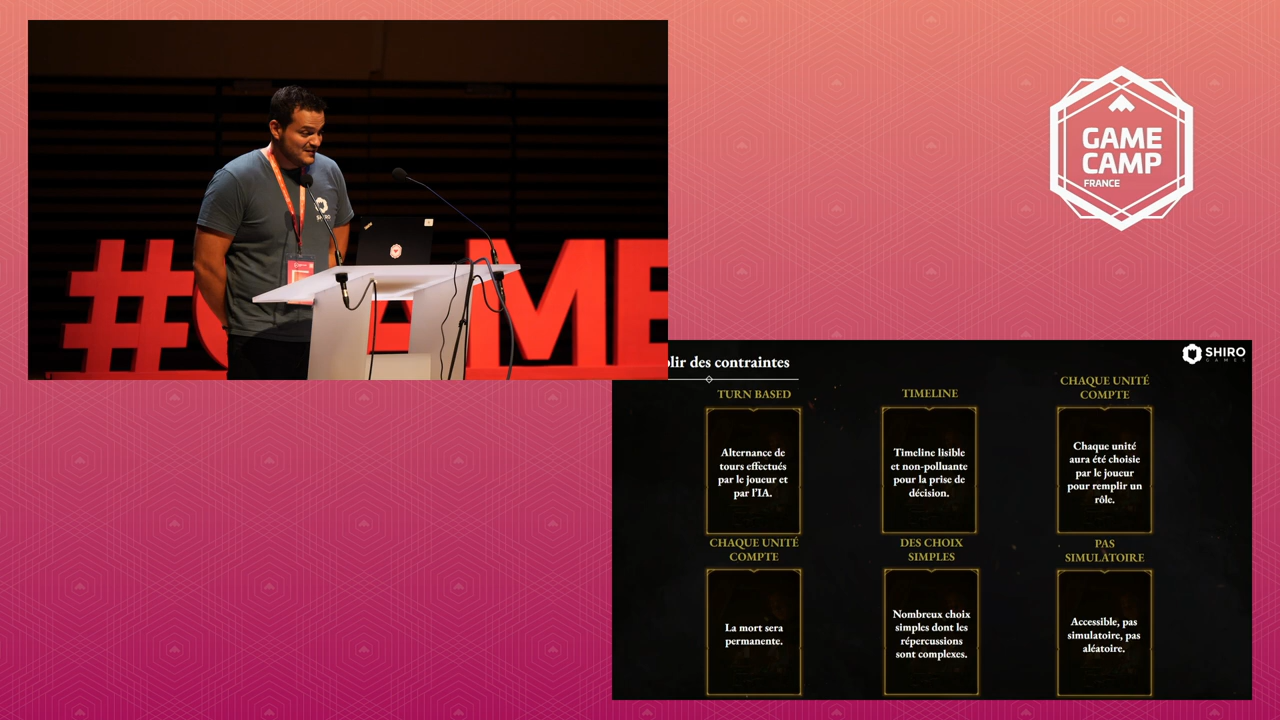 GAME
CAMP
FRANCE
SHIRO
#GAME
lir des contraintes
SHIRO
GAMES
TURN BASED
Alternance de
tours effectués
par le joueur et
par l'IA.
TIMELINE
Timeline lisible
et non-polluante
pour la prise de
décision.
CHAQUE UNITÉ
COMPTE
Chaque unité
aura été choisie
par le joueur
pour remplir un
rôle.
CHAQUE UNITÉ
COMPTE
La mort sera
permanente.
DES CHOIX
SIMPLES
Nombreux choix
simples dont les
répercussions
sont complexes.
PAS
SIMULATOIRE
Accessible, pas
simulatoire, pas
aléatoire.